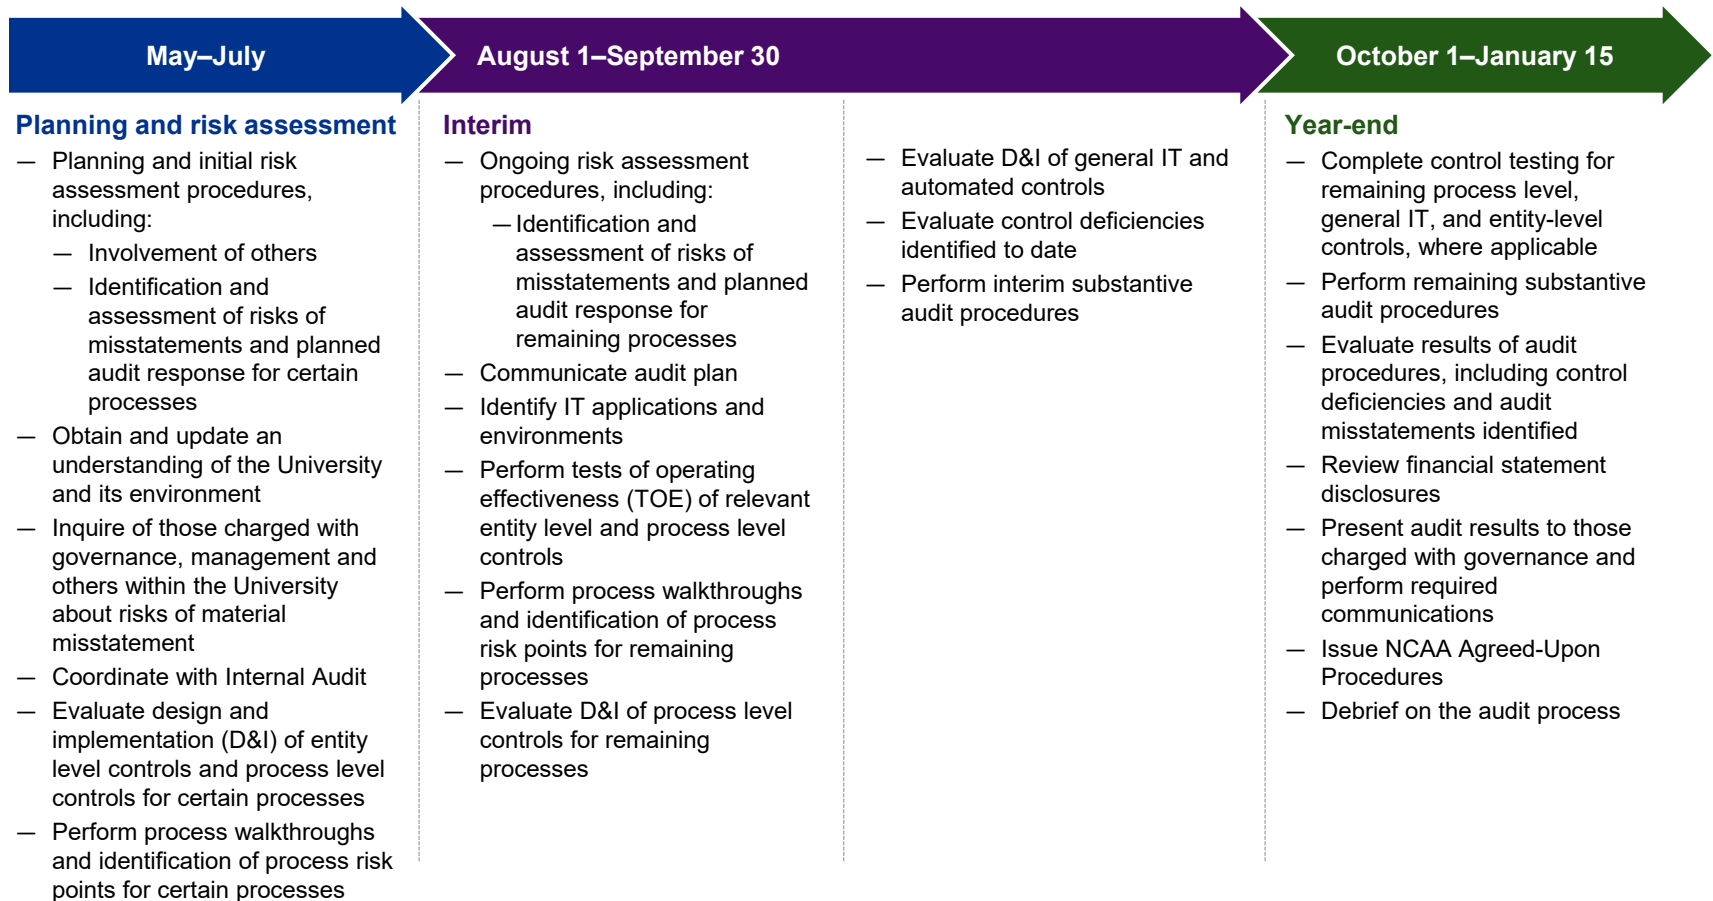 May–July
August 1–September 30
October 1–January 15
Planning and risk assessment
— Planning and initial risk
assessment procedures,
including:
— Involvement of others
— Identification and
assessment of risks of
misstatements and planned
audit response for certain
processes
— Obtain and update an
understanding of the University
and its environment
— Inquire of those charged with
governance, management and
others within the University
about risks of material
misstatement
— Coordinate with Internal Audit
— Evaluate design and
implementation (D&I) of entity
level controls and process level
controls for certain processes
— Perform process walkthroughs
and identification of process risk
points for certain processes
Interim
— Ongoing risk assessment
procedures, including:
— Identification and
assessment of risks of
misstatements and planned
audit response for
remaining processes
— Communicate audit plan
— Identify IT applications and
environments
— Perform tests of operating
effectiveness (TOE) of relevant
entity level and process level
controls
— Perform process walkthroughs
and identification of process
risk points for remaining
processes
— Evaluate D&I of process level
controls for remaining
processes
— Evaluate D&I of general IT and
automated controls
— Evaluate control deficiencies
identified to date
— Perform interim substantive
audit procedures
Year-end
— Complete control testing for
remaining process level,
general IT, and entity-level
controls, where applicable
— Perform remaining substantive
audit procedures
— Evaluate results of audit
procedures, including control
deficiencies and audit
misstatements identified
— Review financial statement
disclosures
— Present audit results to those
charged with governance and
perform required
communications
— Issue NCAA Agreed-Upon
Procedures
— Debrief on the audit process